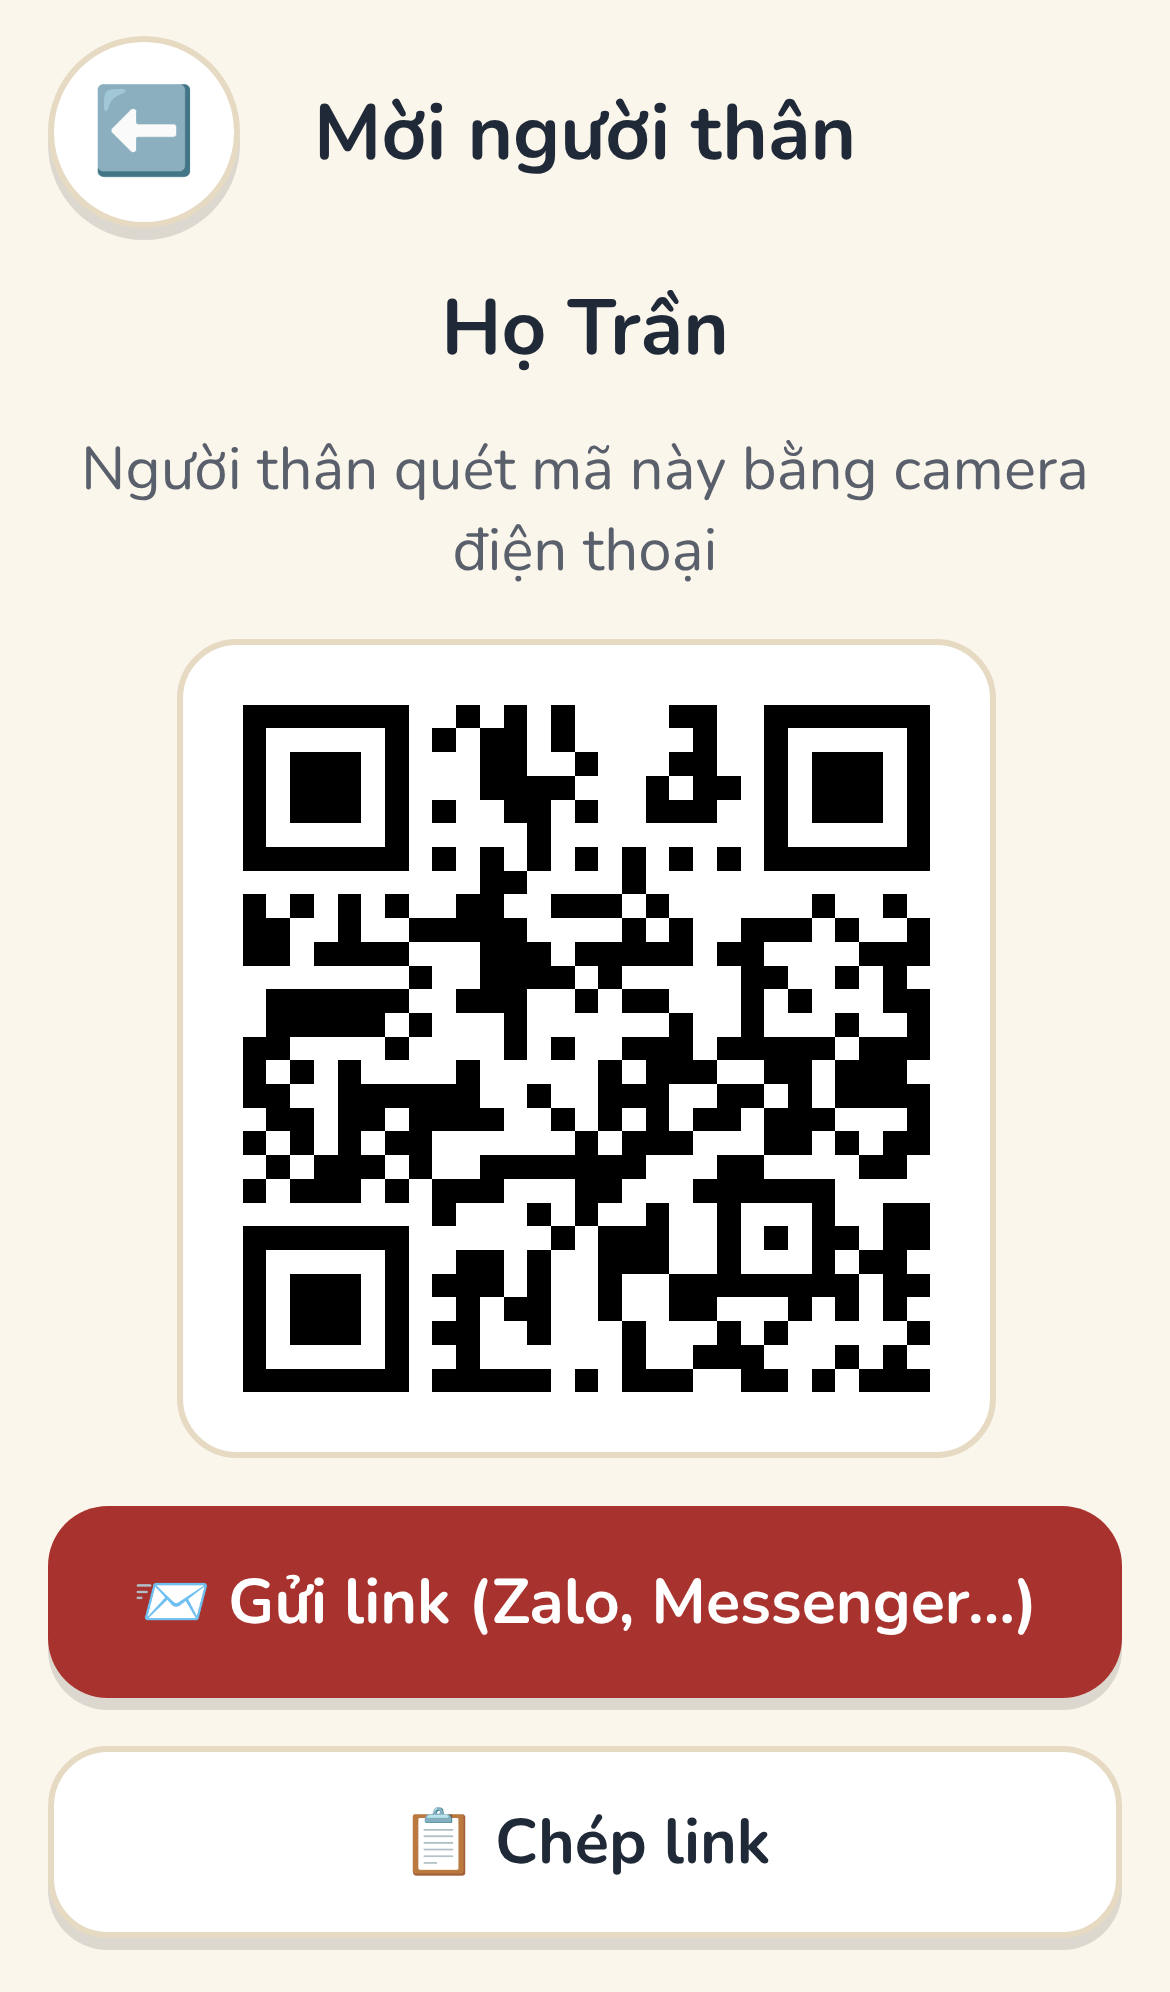 Mời người thân
Họ Trần
Người thân quét mã này bằng camera
điện thoại
Gửi link (Zalo, Messenger...)
Chép link